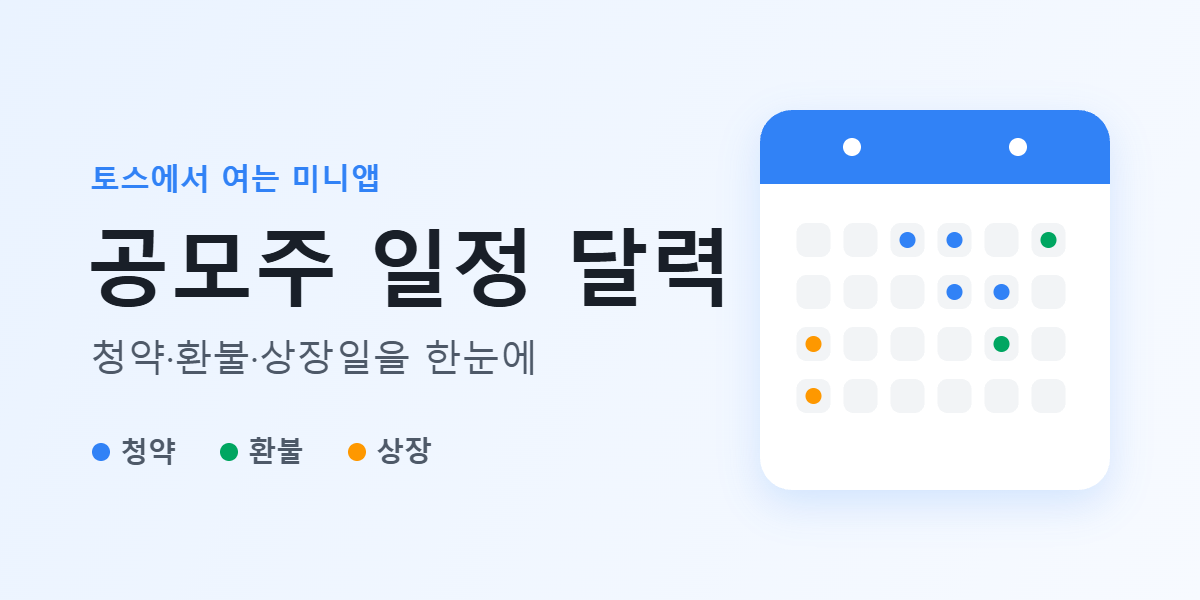 토스에서 여는 미니앱
공모주 일정 달력
청약·환불·상장일을 한눈에
청약 환불 상장